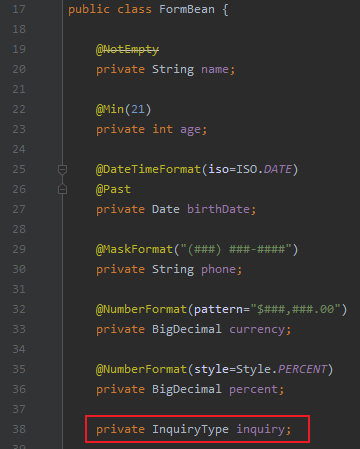 17 public class FormBean {
18
19 @NotEmpty
20 private String name;
21
22 @Min(21)
23 private int age;
24
25 @DateTimeFormat(iso=ISO.DATE)
26 @Past
27 private Date birthDate;
28
29 @MaskFormat("(###) ###-####")
30 private String phone;
31
32 @NumberFormat(pattern="$###,###.00")
33 private BigDecimal currency;
34
35 @NumberFormat(style=Style.PERCENT)
36 private BigDecimal percent;
37
38 private InquiryType inquiry;
39